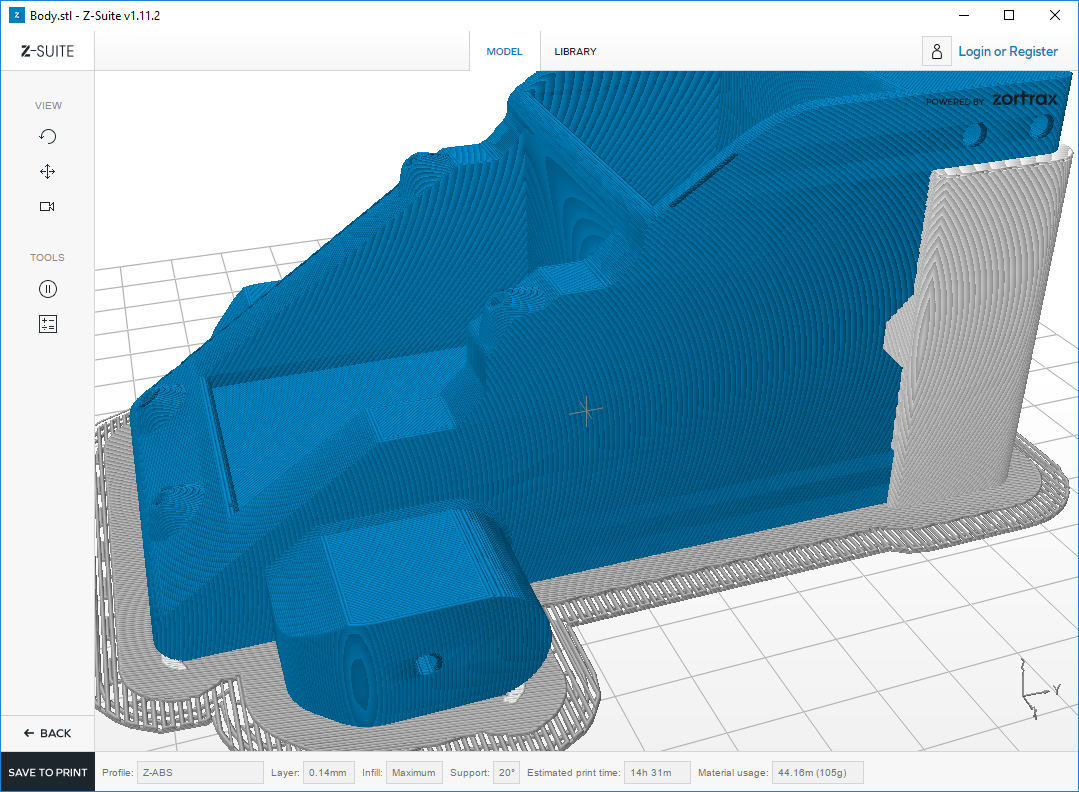 Body.stl - Z-Suite v1.11.2
Z-SUITE
MODEL
LIBRARY
Login or Register
VIEW
TOOLS
POWERED BY zortrax
Y
BACK
SAVE TO PRINT
Profile: Z-ABS
Layer: 0.14mm
Infill: Maximum
Support: 20°
Estimated print time: 14h 31m
Material usage: 44.16m (105g)